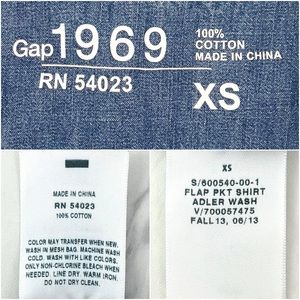 Gap 1969
100%
COTTON
MADE IN CHINA
RN 54023
XS
MADE IN CHINA
RN 54023
100% COTTON
COLOR MAY TRANSFER WHEN NEW.
WASH IN MESH BAG. MACHINE WASH
COLD. WASH WITH LIKE COLORS.
ONLY NON-CHLORINE BLEACH WHEN
NEEDED. LINE DRY. WARM IRON.
DO NOT DRY CLEAN.
XS
S/600540-00-1
FLAP PKT SHIRT
ADLER WASH
V/700057475
FALL13, 06/13